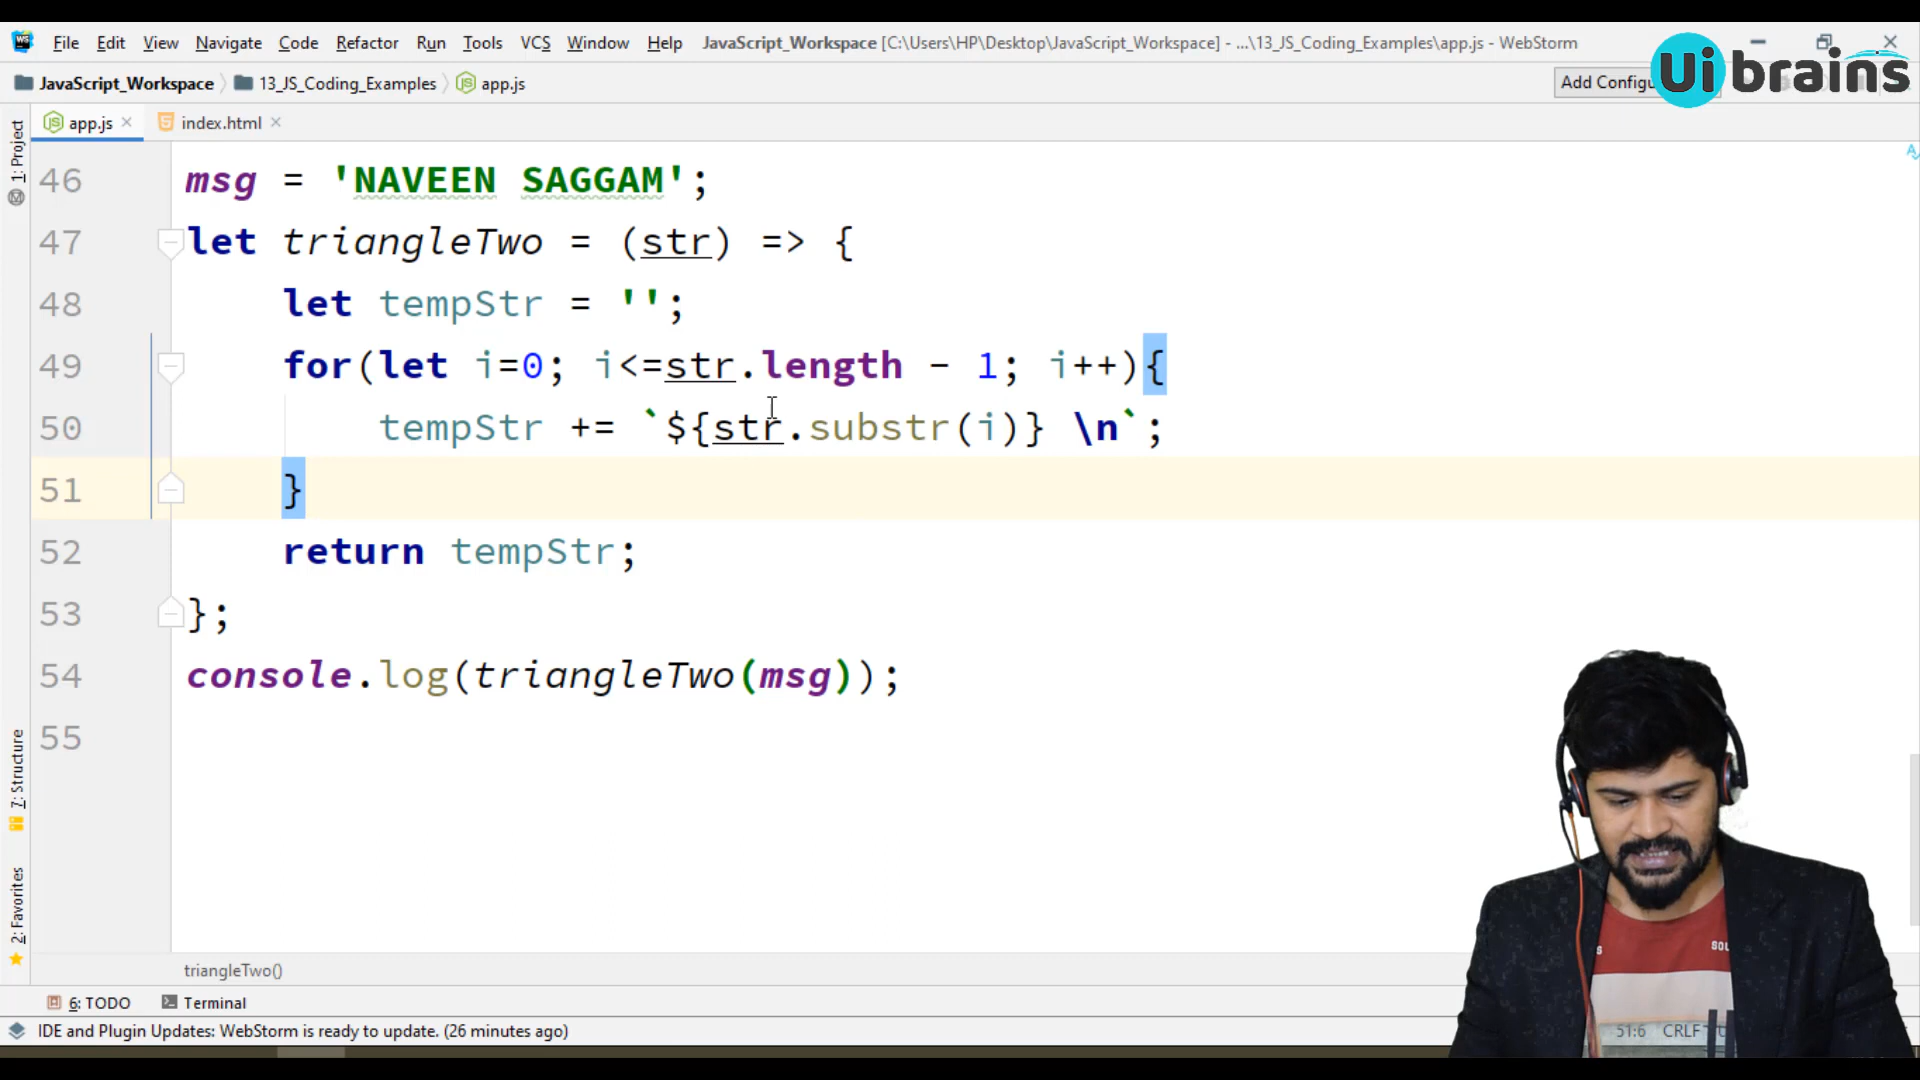 File Edit View Navigate Code Refactor Run Tools VCS Window Help JavaScript_Workspace [C:\Users\HP\Desktop\JavaScript_Workspace] - ...\13_JS_Coding_Examples\app.js - WebStorm
Ui brains
JavaScript_Workspace 13_JS_Coding_Examples app.js Add Configu
1: Project
app.js index.html
46 msg = 'NAVEEN SAGGAM';
47 let triangleTwo = (str) => {
48 let tempStr = '';
49 for(let i=0; i<=str.length - 1; i++){
50 tempStr += `${str.substr(i)} \n`;
51 }
52 return tempStr;
53 };
54 console.log(triangleTwo(msg));
55
7: Structure
2: Favorites
triangleTwo()
6: TODO Terminal
IDE and Plugin Updates: WebStorm is ready to update. (26 minutes ago) 51:6 CRLF